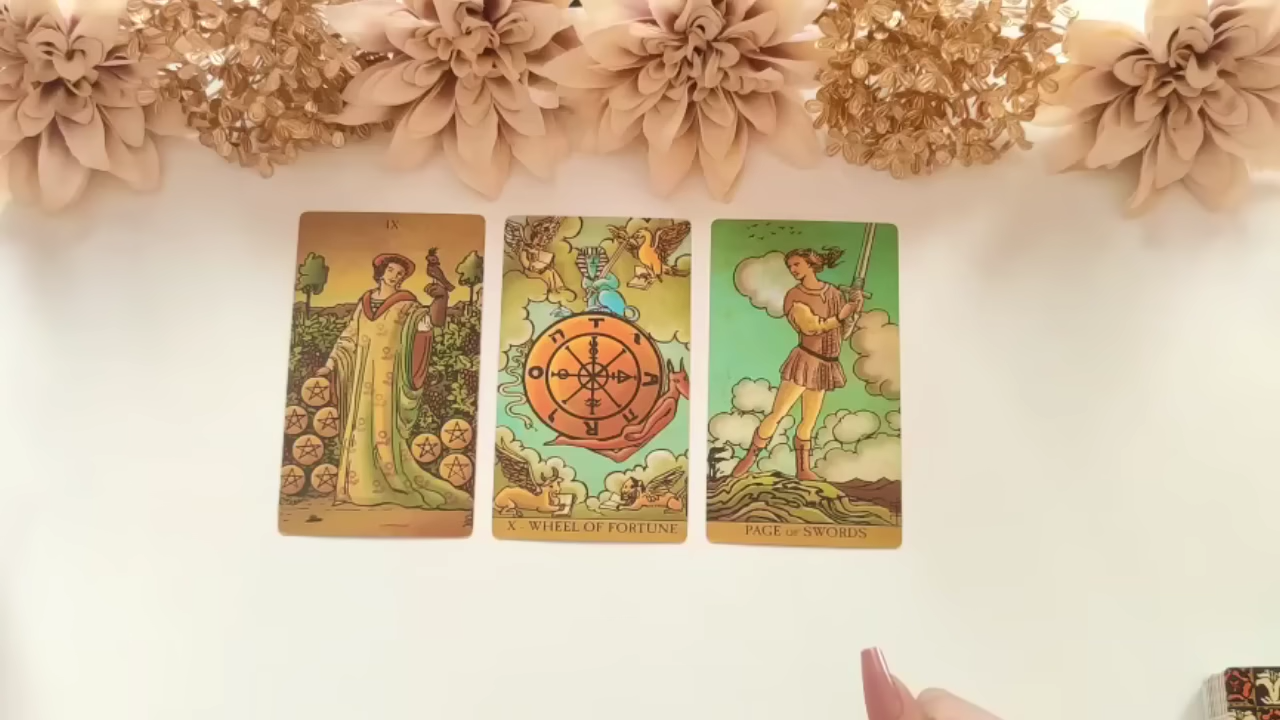 IX
X · WHEEL OF FORTUNE
PAGE OF SWORDS